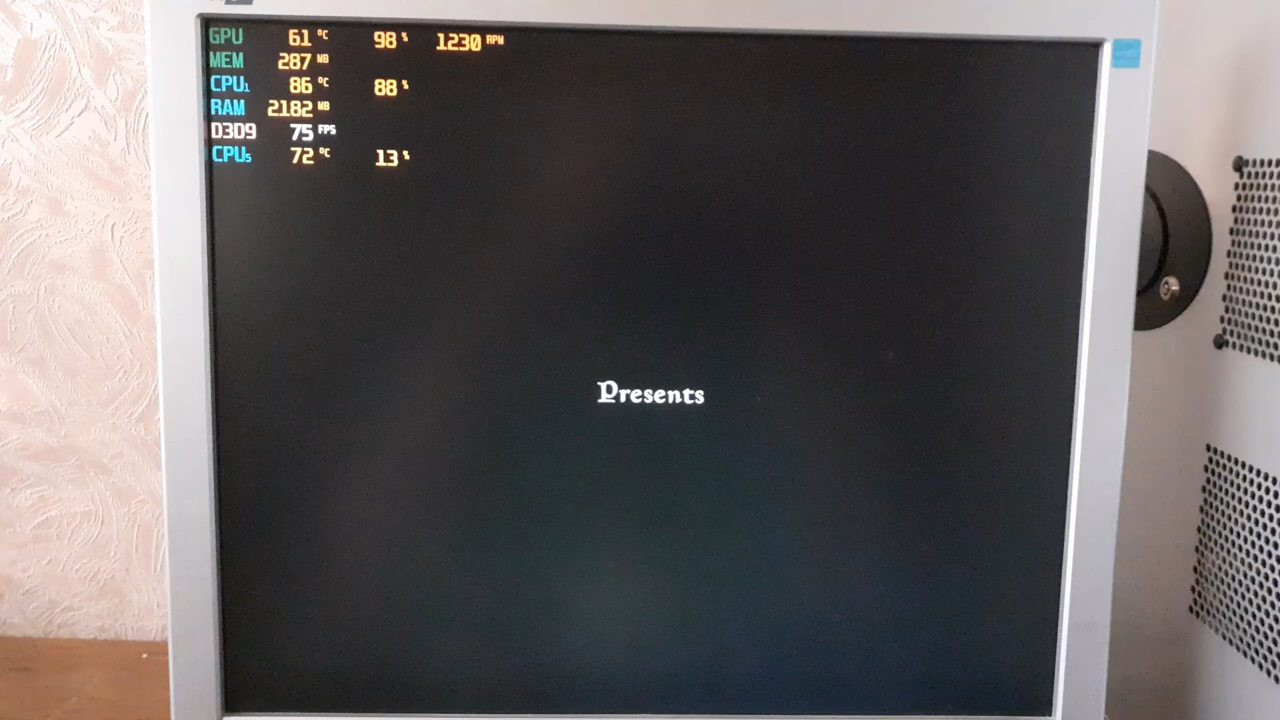 GPU 61 °C 98 % 1230 RPM
MEM 287 MB
CPU1 86 °C 88 %
RAM 2182 MB
D3D9 75 FPS
CPU5 72 °C 13 %
Presents